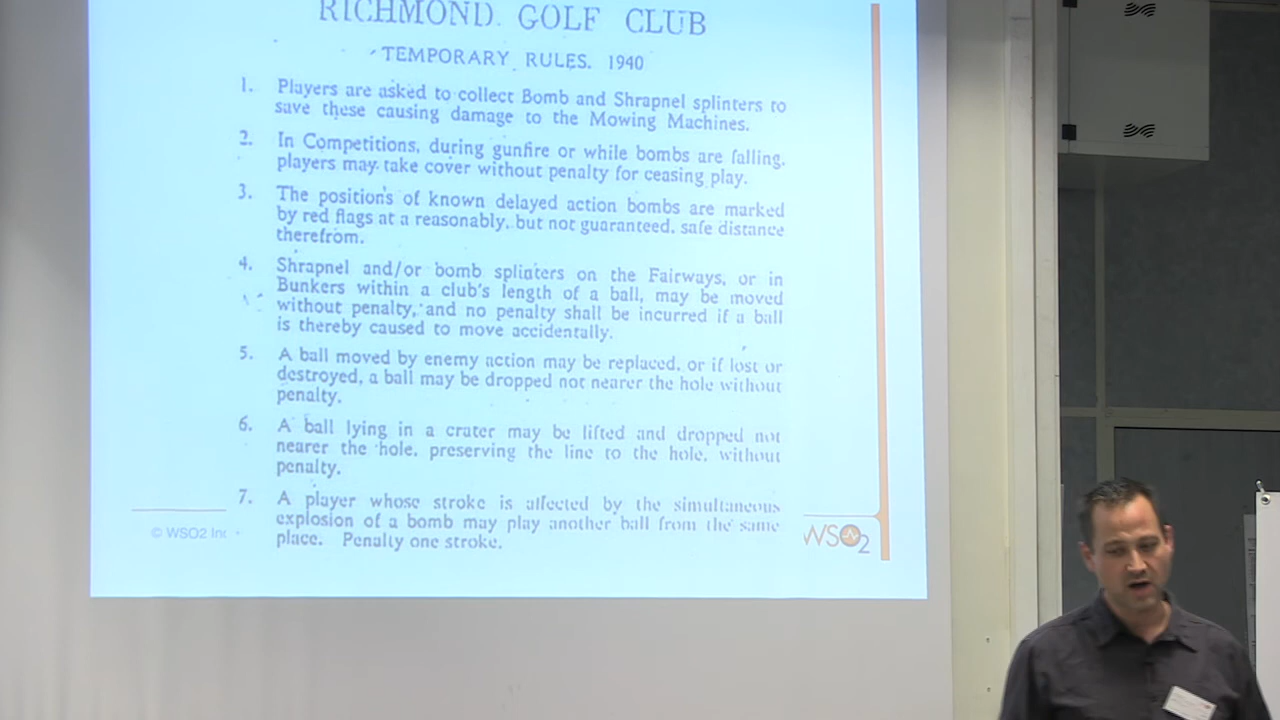 RICHMOND GOLF CLUB
TEMPORARY RULES. 1940
1. Players are asked to collect Bomb and Shrapnel splinters to
save these causing damage to the Mowing Machines.
2. In Competitions, during gunfire or while bombs are falling,
players may take cover without penalty for ceasing play.
3. The positions of known delayed action bombs are marked
by red flags at a reasonably, but not guaranteed, safe distance
therefrom.
4. Shrapnel and/or bomb splinters on the Fairways, or in
Bunkers within a club's length of a ball, may be moved
without penalty, and no penalty shall be incurred if a ball
is thereby caused to move accidentally.
5. A ball moved by enemy action may be replaced, or if lost or
destroyed, a ball may be dropped not nearer the hole without
penalty.
6. A ball lying in a crater may be lifted and dropped not
nearer the hole, preserving the line to the hole, without
penalty.
7. A player whose stroke is affected by the simultaneous
explosion of a bomb may play another ball from the same
place. Penalty one stroke.
© WSO2 Inc
WSO2